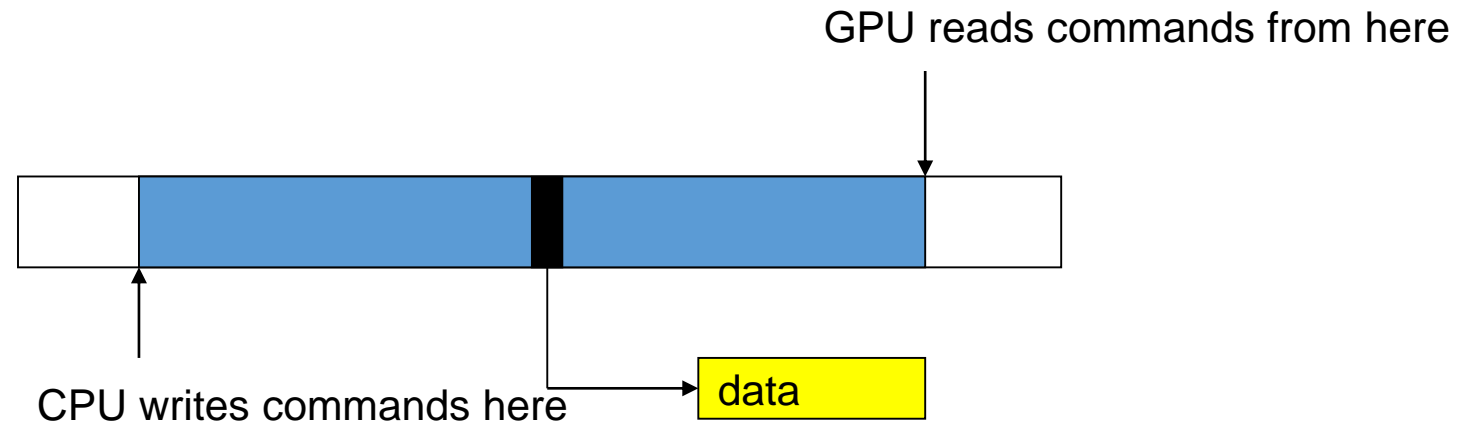 GPU reads commands from here
data
CPU writes commands here